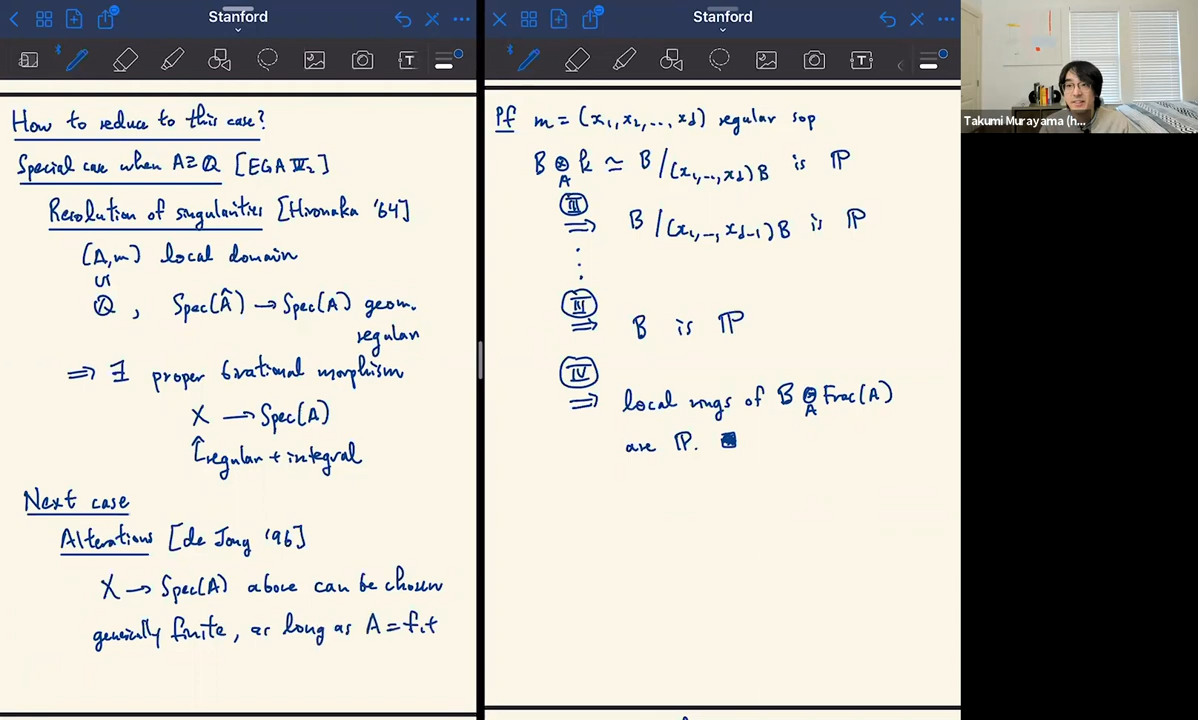 Stanford
How to reduce to this case?
Special case when A ⊇ ℚ [EGA IV₂]
Resolution of singularities [Hironaka '64]
(A,m) local domain
∪|
ℚ , Spec(Â) → Spec(A) geom.
regular
⇒ ∃ proper birational morphism
X → Spec(A)
↑ regular + integral
Next case
Alterations [de Jong '96]
X → Spec(A) above can be chosen
generically finite, as long as A = f.t
Stanford
Pf m = (x₁, x₂, ..., x_d) regular sop
B ⊗_A k ≃ B/(x₁,...,x_d)B is ℙ
(III) ⇒ B/(x₁,...,x_{d-1})B is ℙ
⋮
(III) ⇒ B is ℙ
(IV) ⇒ local rings of B ⊗_A Frac(A)
are ℙ. ■
Takumi Murayama (h...